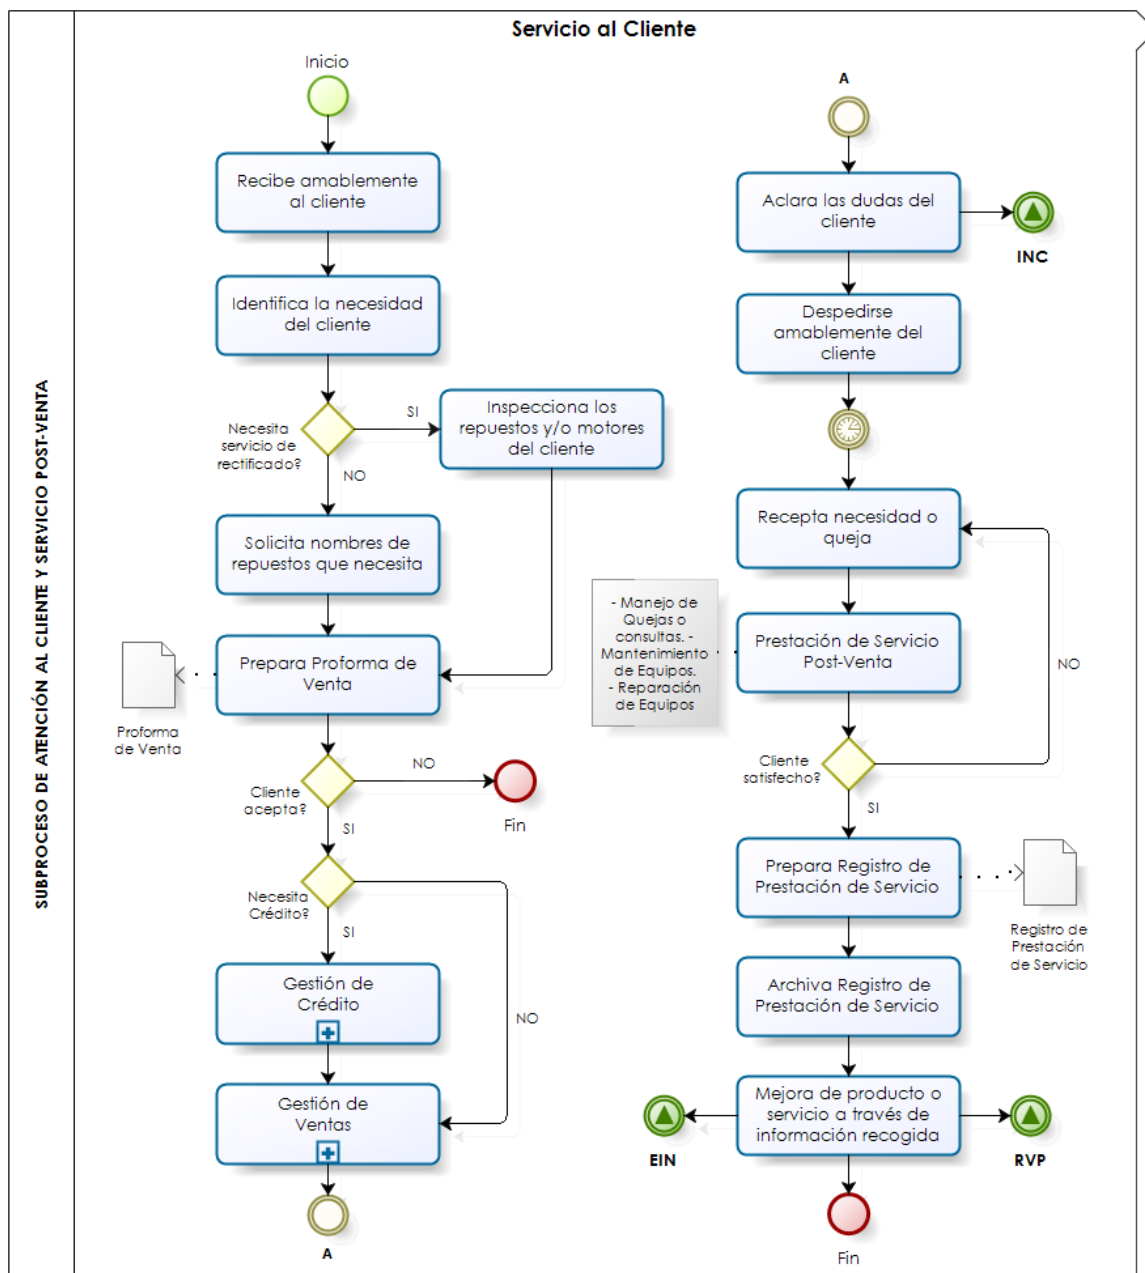 Servicio al Cliente
SUBPROCESO DE ATENCIÓN AL CLIENTE Y SERVICIO POST-VENTA
Inicio
Recibe amablemente
al cliente
Identifica la necesidad
del cliente
Necesita
servicio de
rectificado?
SI
Inspecciona los
repuestos y/o motores
del cliente
NO
Solicita nombres de
repuestos que necesita
Prepara Proforma de
Venta
Proforma
de Venta
Cliente
acepta?
NO
Fin
SI
Necesita
Crédito?
SI
NO
Gestión de
Crédito
Gestión de
Ventas
A
A
Aclara las dudas del
cliente
INC
Despedirse
amablemente del
cliente
Recepta necesidad o
queja
- Manejo de
Quejas o
consultas. -
Mantenimiento
de Equipos.
- Reparación
de Equipos
Prestación de Servicio
Post-Venta
NO
Cliente
satisfecho?
SI
Prepara Registro de
Prestación de Servicio
Registro de
Prestación
de Servicio
Archiva Registro de
Prestación de Servicio
Mejora de producto o
servicio a través de
información recogida
EIN
RVP
Fin